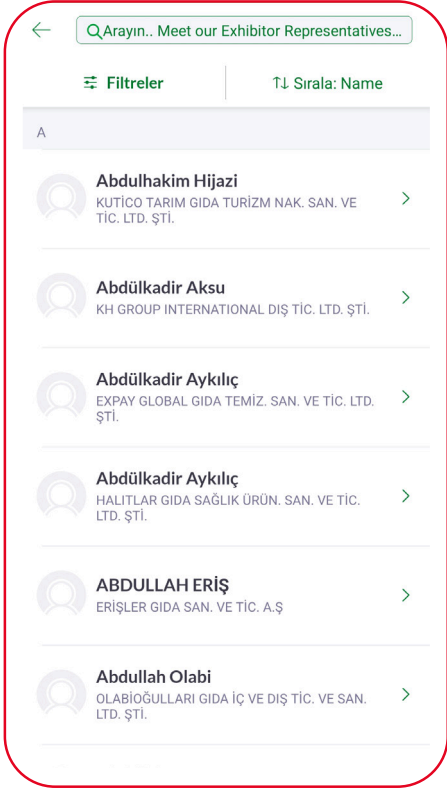 Arayın.. Meet our Exhibitor Representatives...
Filtreler
Sırala: Name
A
Abdulhakim Hijazi
KUTİCO TARIM GIDA TURİZM NAK. SAN. VE
TİC. LTD. ŞTİ.
Abdülkadir Aksu
KH GROUP INTERNATIONAL DIŞ TİC. LTD. ŞTİ.
Abdülkadir Aykılıç
EXPAY GLOBAL GIDA TEMİZ. SAN. VE TİC. LTD.
ŞTİ.
Abdülkadir Aykılıç
HALITLAR GIDA SAĞLIK ÜRÜN. SAN. VE TİC.
LTD. ŞTİ.
ABDULLAH ERİŞ
ERİŞLER GIDA SAN. VE TİC. A.Ş
Abdullah Olabi
OLABİOĞULLARI GIDA İÇ VE DIŞ TİC. VE SAN.
LTD. ŞTİ.